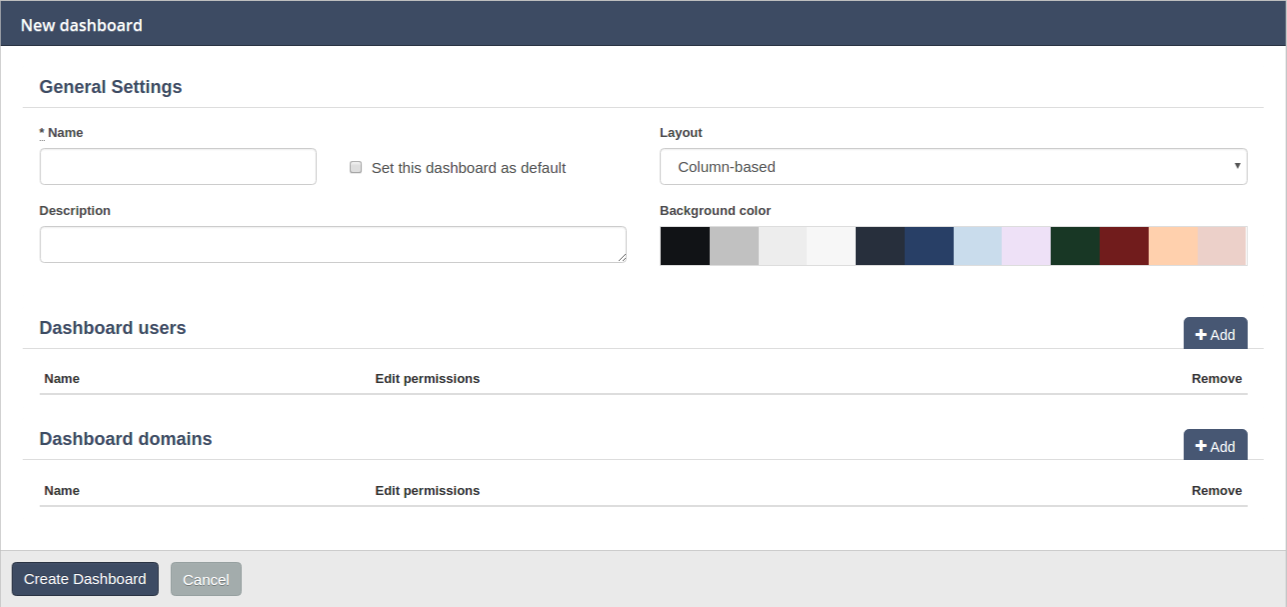 New dashboard
General Settings
* Name
Layout
Set this dashboard as default
Column-based
Description
Background color
Dashboard users
Add
Name Edit permissions Remove
Dashboard domains
Add
Name Edit permissions Remove
Create Dashboard Cancel